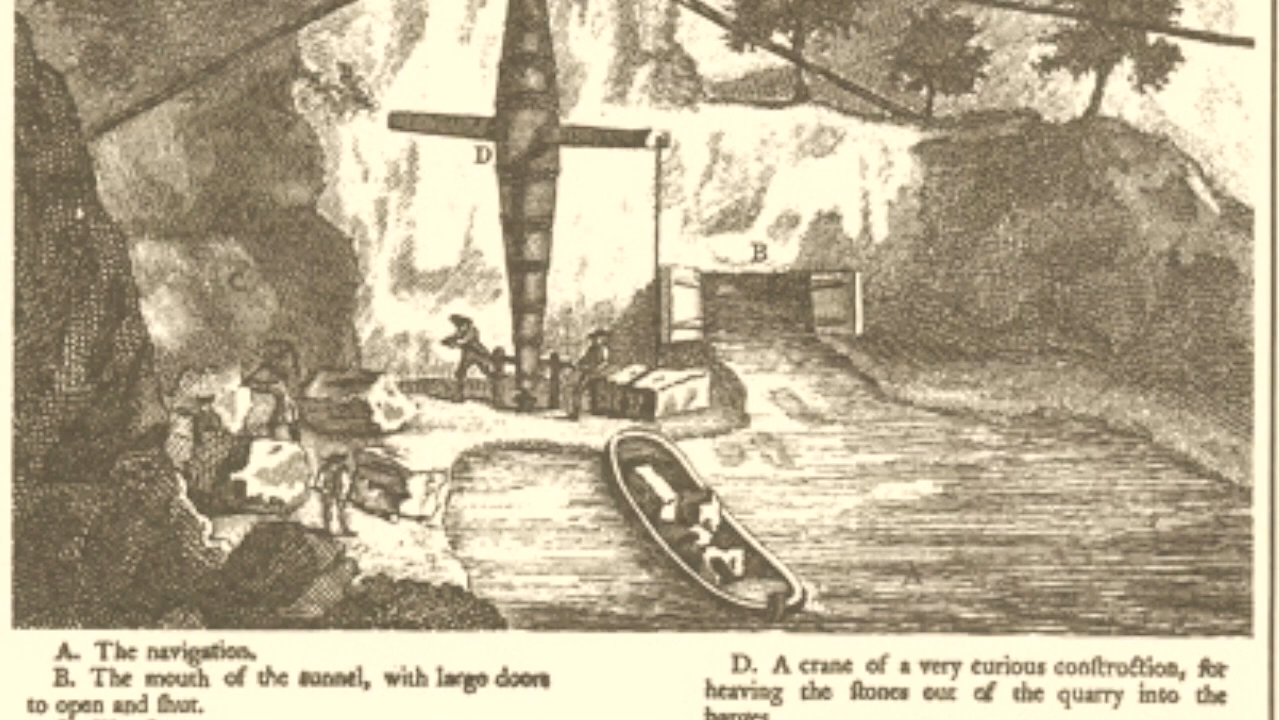 D
B
A. The navigation.
B. The mouth of the tunnel, with large doors
to open and ſhut.
D. A crane of a very curious conſtruction, for
heaving the ſtones out of the quarry into the
barges.